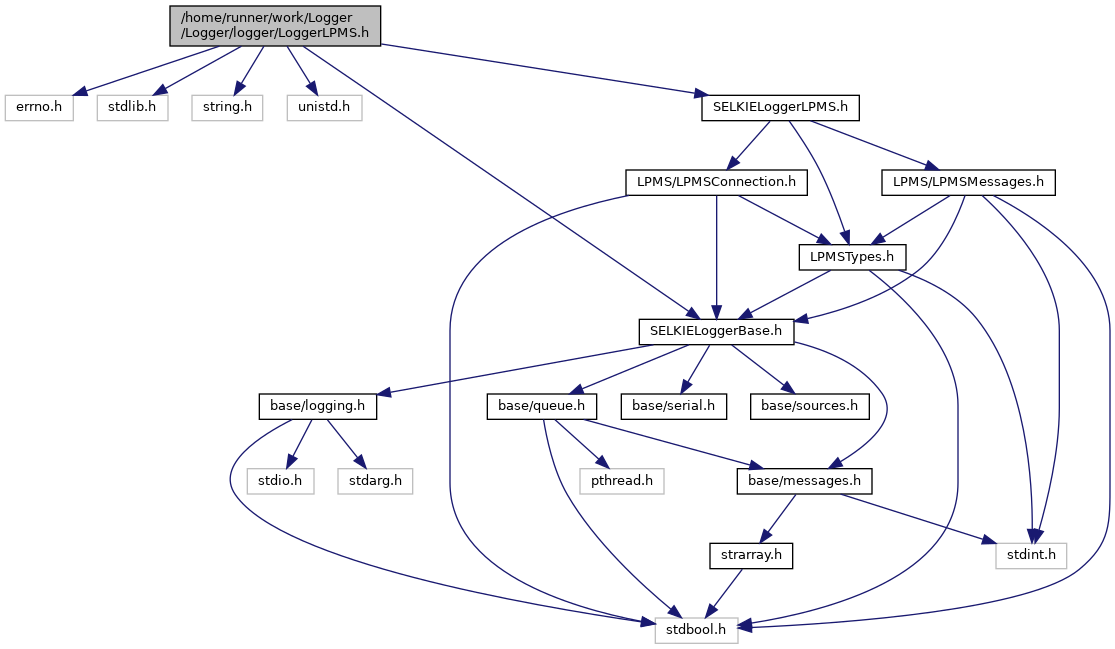 /home/runner/work/Logger
/Logger/logger/LoggerLPMS.h
errno.h
stdlib.h
string.h
unistd.h
SELKIELoggerLPMS.h
LPMS/LPMSConnection.h
LPMS/LPMSMessages.h
LPMSTypes.h
SELKIELoggerBase.h
base/logging.h
base/queue.h
base/serial.h
base/sources.h
stdio.h
stdarg.h
pthread.h
base/messages.h
strarray.h
stdint.h
stdbool.h